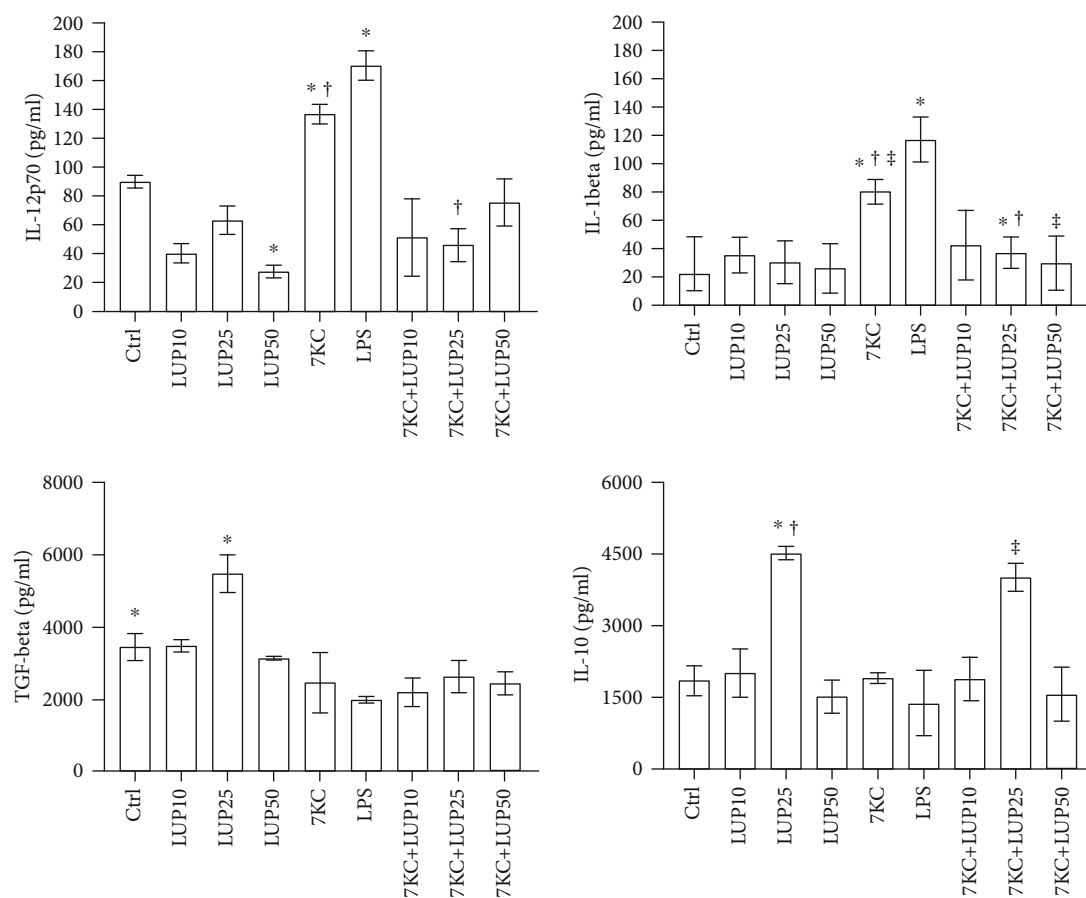 IL-12p70 (pg/ml)
200
180
160
140
120
100
80
60
40
20
0
*
* †
*
†
Ctrl
LUP10
LUP25
LUP50
7KC
LPS
7KC+LUP10
7KC+LUP25
7KC+LUP50
IL-1beta (pg/ml)
200
180
160
140
120
100
80
60
40
20
0
* † ‡
*
* †
‡
Ctrl
LUP10
LUP25
LUP50
7KC
LPS
7KC+LUP10
7KC+LUP25
7KC+LUP50
TGF-beta (pg/ml)
8000
6000
4000
2000
0
*
*
Ctrl
LUP10
LUP25
LUP50
7KC
LPS
7KC+LUP10
7KC+LUP25
7KC+LUP50
IL-10 (pg/ml)
6000
4500
3000
1500
0
* †
‡
Ctrl
LUP10
LUP25
LUP50
7KC
LPS
7KC+LUP10
7KC+LUP25
7KC+LUP50